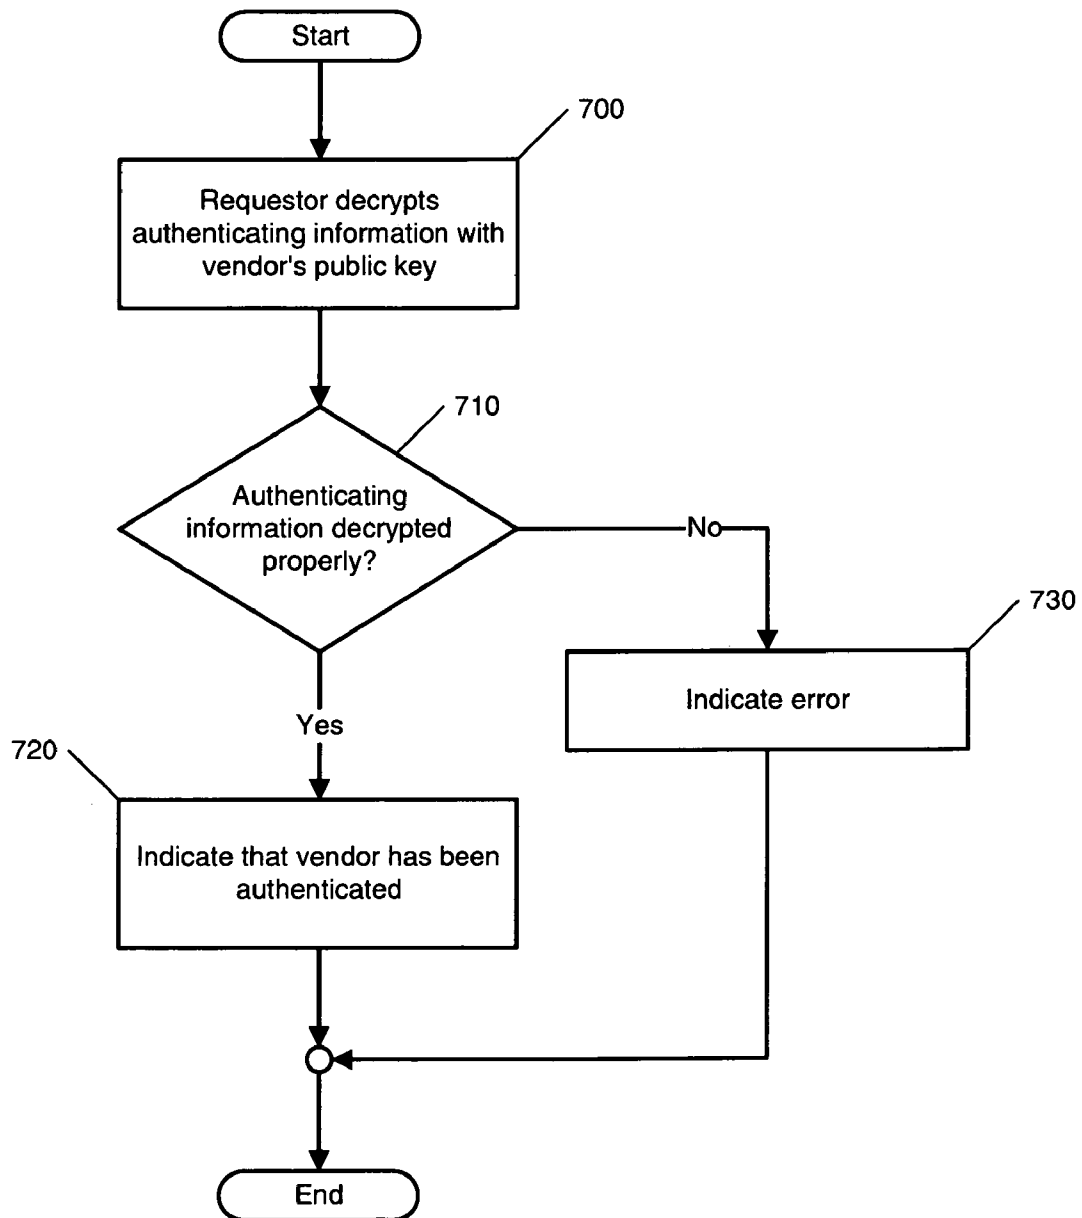 Start
700
Requestor decrypts
authenticating information with
vendor's public key
710
Authenticating
information decrypted
properly?
No
730
Indicate error
Yes
720
Indicate that vendor has been
authenticated
End